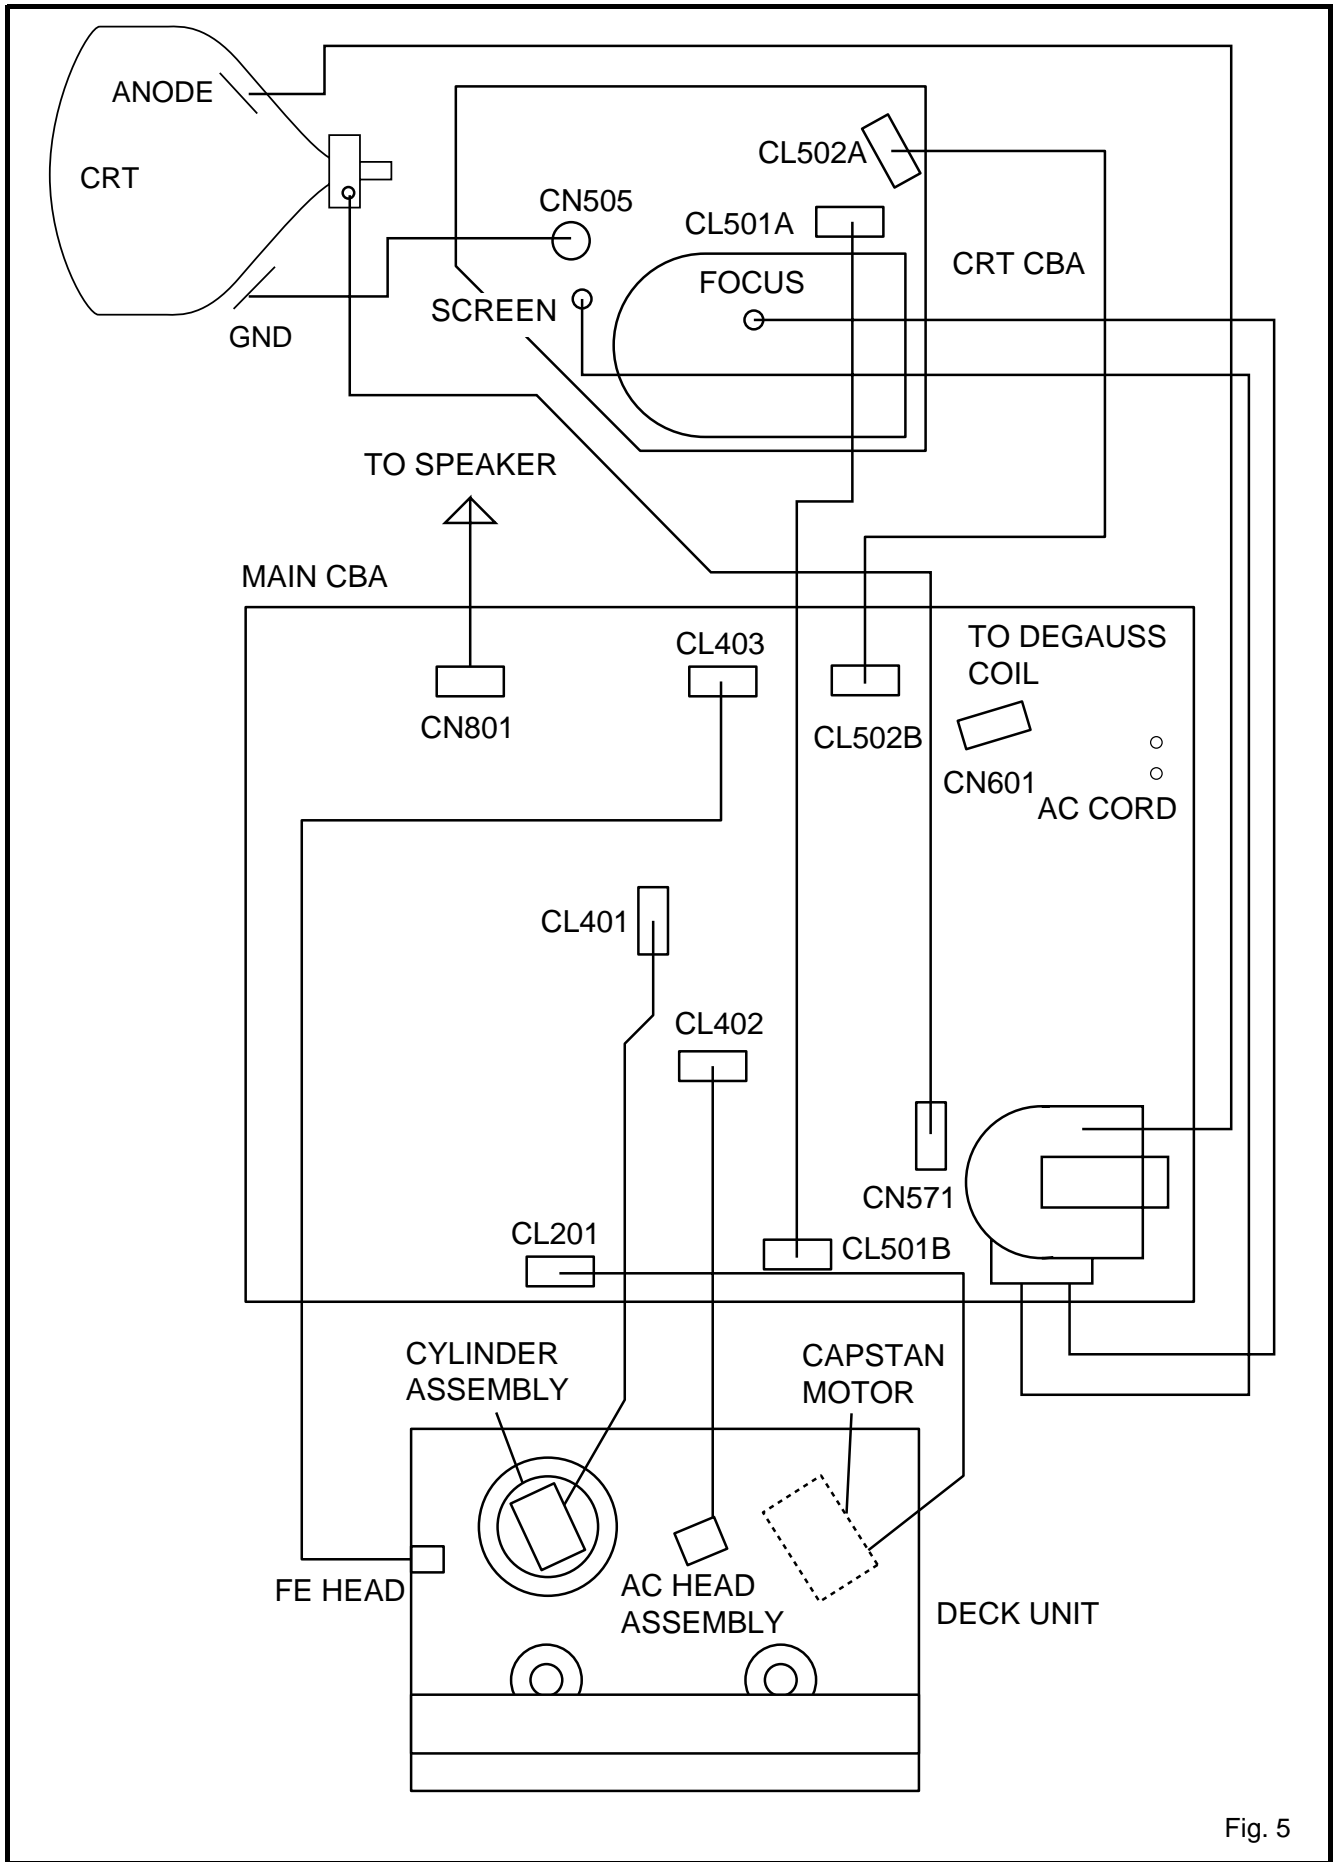 ANODE
CRT
GND
CL502A
CN505
CL501A
CRT CBA
FOCUS
SCREEN
TO SPEAKER
MAIN CBA
CL403
TO DEGAUSS
COIL
CN801
CL502B
CN601
AC CORD
CL401
CL402
CN571
CL201
CL501B
CYLINDER
ASSEMBLY
CAPSTAN
MOTOR
FE HEAD
AC HEAD
ASSEMBLY
DECK UNIT
Fig. 5